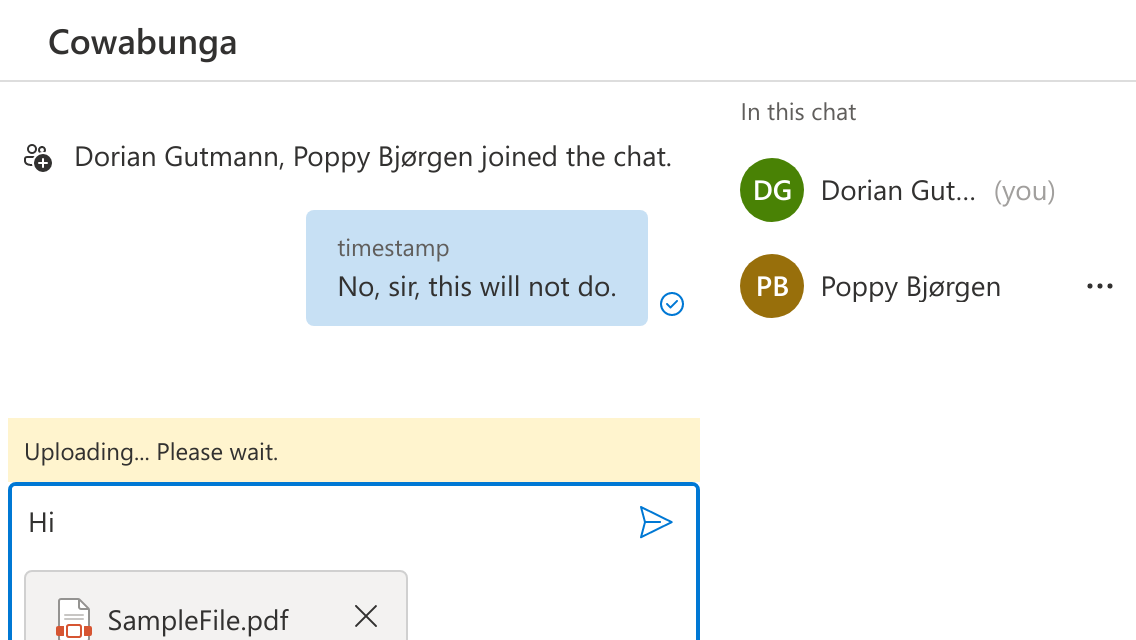 Cowabunga
Dorian Gutmann, Poppy Bjørgen joined the chat.
timestamp
No, sir, this will not do.
Uploading... Please wait.
Hi
SampleFile.pdf
In this chat
DG Dorian Gut... (you)
PB Poppy Bjørgen